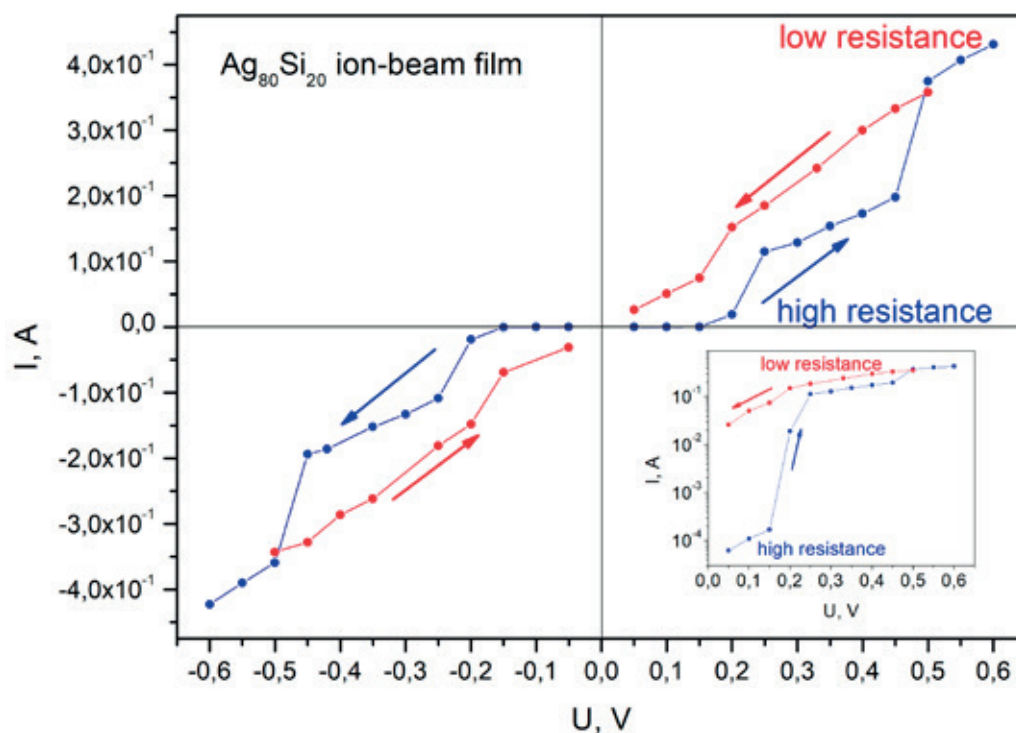 low resistance
Ag80Si20 ion-beam film
4,0x10^-1
3,0x10^-1
2,0x10^-1
1,0x10^-1
0,0
-1,0x10^-1
-2,0x10^-1
-3,0x10^-1
-4,0x10^-1
I, A
high resistance
low resistance
10^-1
10^-2
10^-3
10^-4
I, A
high resistance
0,0 0,1 0,2 0,3 0,4 0,5 0,6
U, V
-0,6 -0,5 -0,4 -0,3 -0,2 -0,1 0,0 0,1 0,2 0,3 0,4 0,5 0,6
U, V